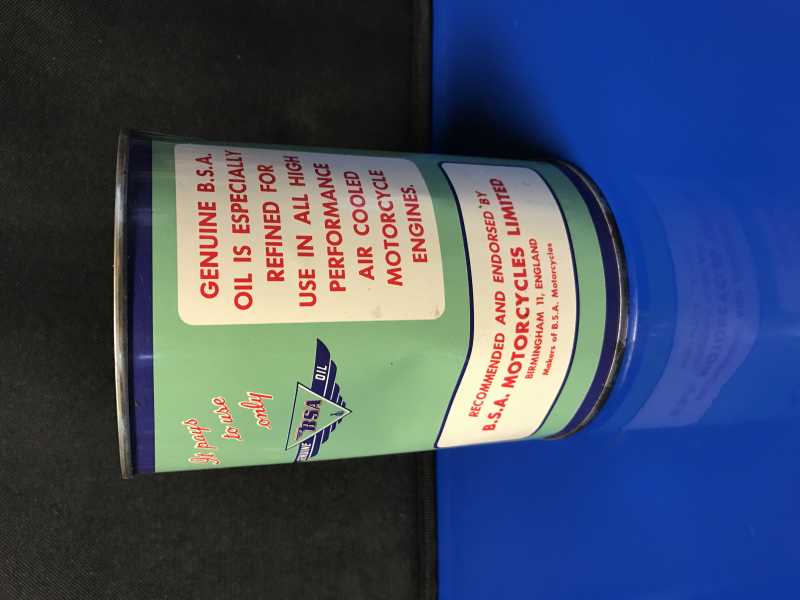 GENUINE B.S.A.
OIL IS ESPECIALLY
REFINED FOR
USE IN ALL HIGH
PERFORMANCE
AIR COOLED
MOTORCYCLE
ENGINES.
It pays
to use
only
GENUINE
BSA
OIL
RECOMMENDED AND ENDORSED BY
B.S.A. MOTORCYCLES LIMITED
BIRMINGHAM 11, ENGLAND
Makers of B.S.A. Motorcycles